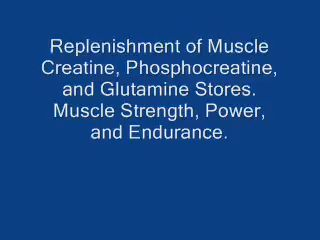 Replenishment of Muscle
Creatine, Phosphocreatine,
and Glutamine Stores.
Muscle Strength, Power,
and Endurance.